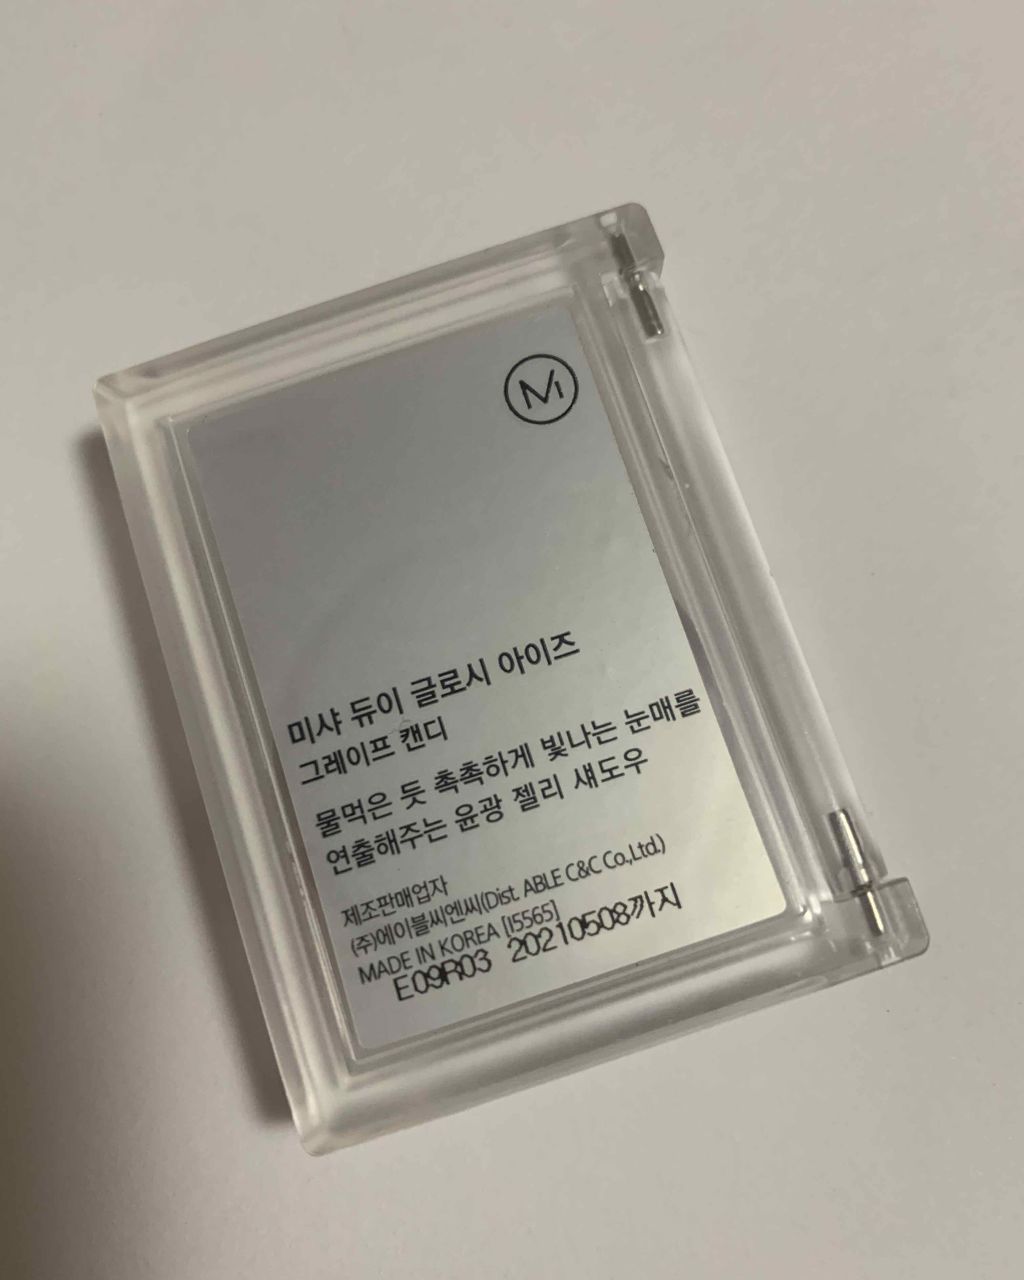 M
미샤 듀이 글로시 아이즈
그레이프 캔디
물먹은 듯 촉촉하게 빛나는 눈매를
연출해주는 윤광 젤리 섀도우
제조판매업자
(주)에이블씨엔씨(Dist. ABLE C&C Co.,Ltd.)
MADE IN KOREA [15565]
E09R03 20210508까지